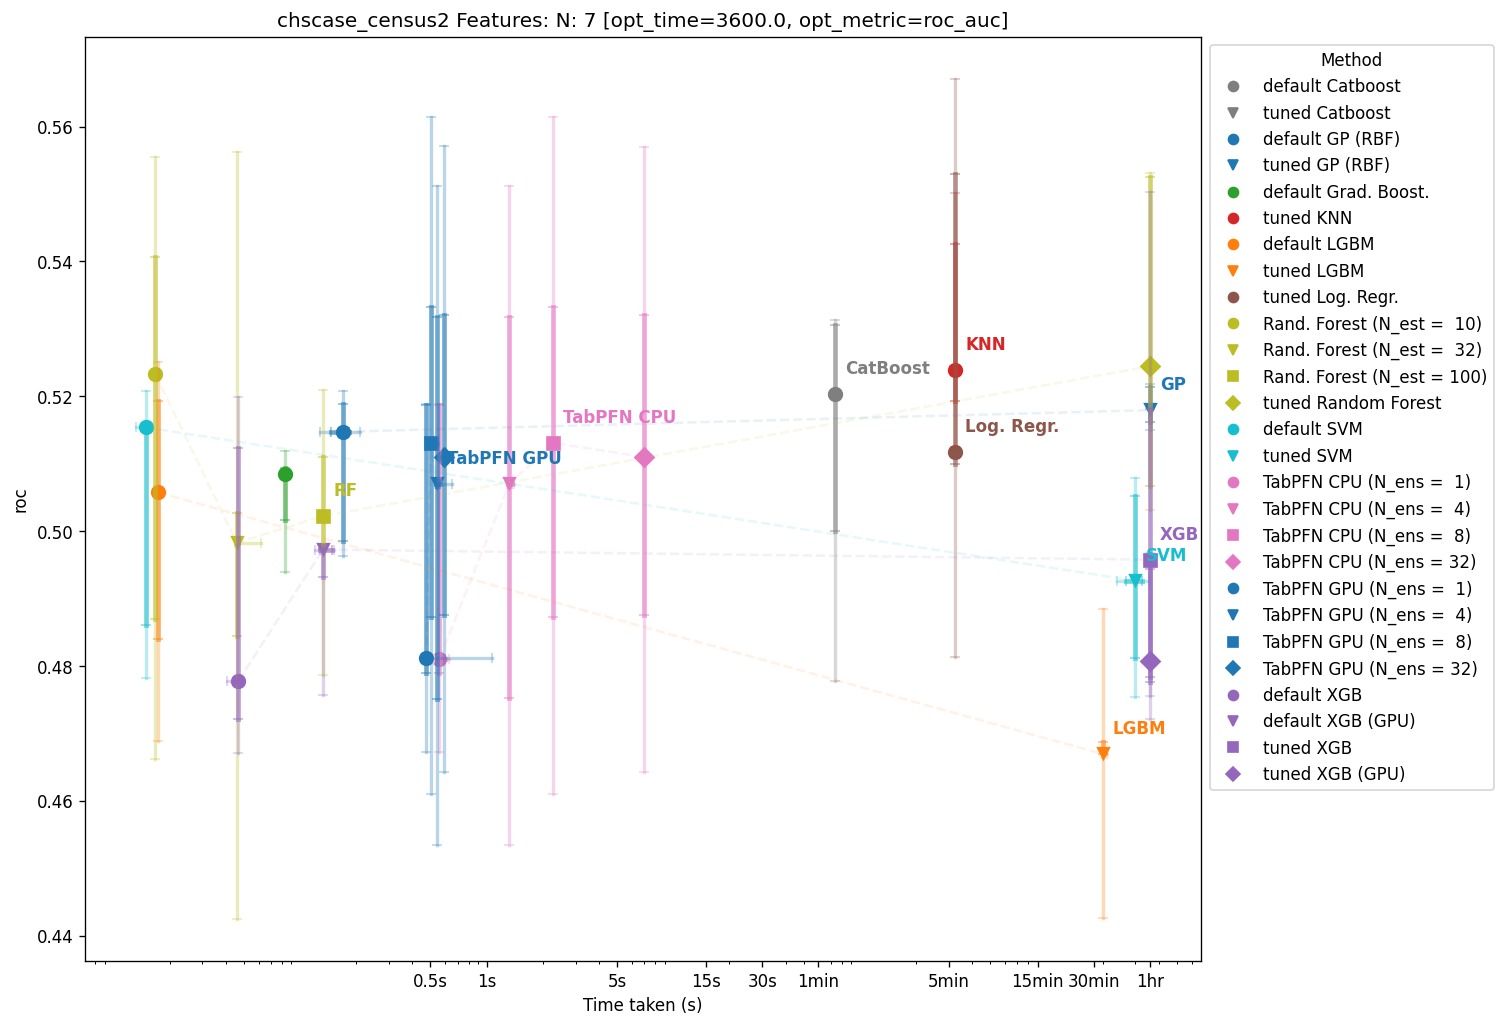 chscase_census2 Features: N: 7 [opt_time=3600.0, opt_metric=roc_auc]
roc
0.56
0.54
0.52
0.50
0.48
0.46
0.44
KNN
CatBoost
GP
TabPFN CPU
Log. Regr.
TabPFN GPU
RF
XGB
SVM
LGBM
0.5s
1s
5s
15s
30s
1min
5min
15min
30min
1hr
Time taken (s)
Method
default Catboost
tuned Catboost
default GP (RBF)
tuned GP (RBF)
default Grad. Boost.
tuned KNN
default LGBM
tuned LGBM
tuned Log. Regr.
Rand. Forest (N_est =  10)
Rand. Forest (N_est =  32)
Rand. Forest (N_est = 100)
tuned Random Forest
default SVM
tuned SVM
TabPFN CPU (N_ens =  1)
TabPFN CPU (N_ens =  4)
TabPFN CPU (N_ens =  8)
TabPFN CPU (N_ens = 32)
TabPFN GPU (N_ens =  1)
TabPFN GPU (N_ens =  4)
TabPFN GPU (N_ens =  8)
TabPFN GPU (N_ens = 32)
default XGB
default XGB (GPU)
tuned XGB
tuned XGB (GPU)